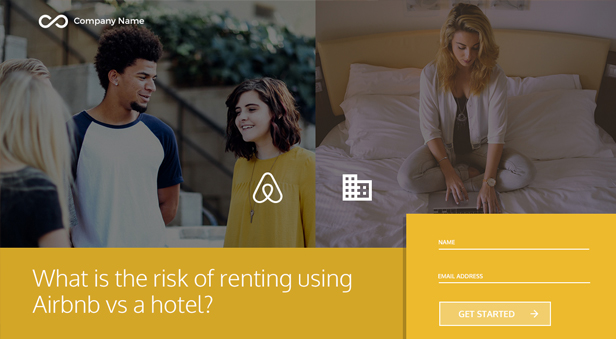 Company Name
What is the risk of renting using
Airbnb vs a hotel?
NAME
EMAIL ADDRESS
GET STARTED